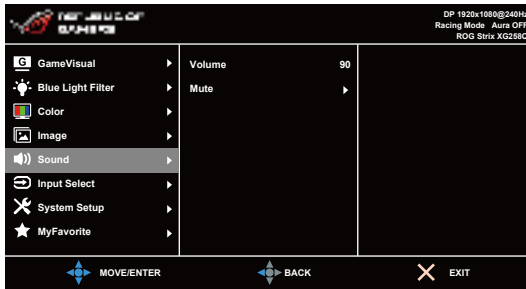 DP 1920x1080@240Hz
Racing Mode Aura OFF
ROG Strix XG258Q
G GameVisual
Blue Light Filter
Color
Image
Sound
Input Select
System Setup
MyFavorite
Volume 90
Mute
MOVE/ENTER
BACK
EXIT